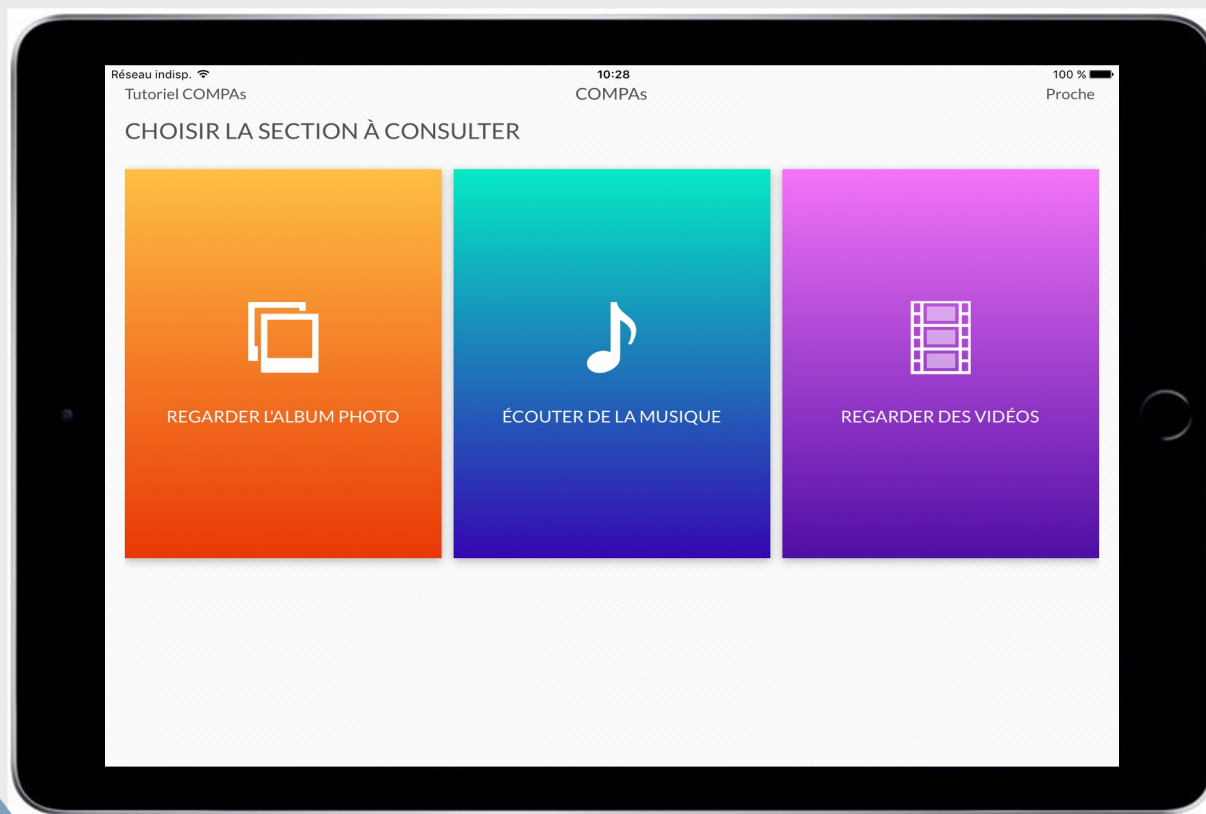 Réseau indisp. 10:28 100 %
Tutoriel COMPAs COMPAs Proche
CHOISIR LA SECTION À CONSULTER
REGARDER L'ALBUM PHOTO ÉCOUTER DE LA MUSIQUE REGARDER DES VIDÉOS